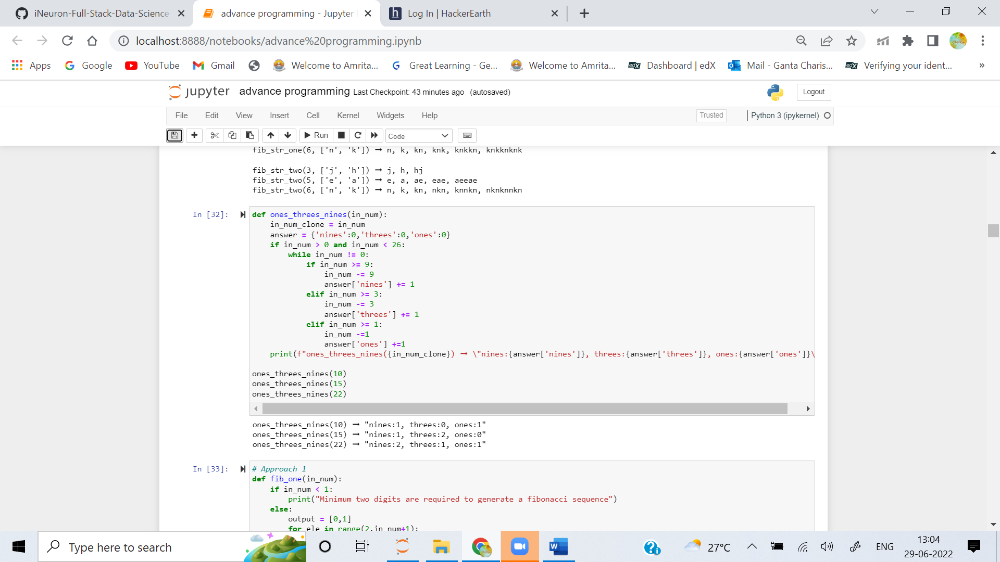 iNeuron-Full-Stack-Data-Science
advance programming - Jupyter
Log In | HackerEarth
localhost:8888/notebooks/advance%20programming.ipynb
Apps
Google
YouTube
Gmail
Welcome to Amrita...
Great Learning - Ge...
Welcome to Amrita...
Dashboard | edX
Mail - Ganta Charis...
Verifying your ident...
»
jupyter advance programming Last Checkpoint: 43 minutes ago (autosaved)
Logout
File Edit View Insert Cell Kernel Widgets Help
Trusted
Python 3 (ipykernel)
Run
Code
fib_str_one(6, ['n', 'k']) ➞ n, k, kn, knk, knkkn, knkknknk
fib_str_two(3, ['j', 'h']) ➞ j, h, hj
fib_str_two(5, ['e', 'a']) ➞ e, a, ae, eae, aeeae
fib_str_two(6, ['n', 'k']) ➞ n, k, kn, nkn, knnkn, nknknnkn
In [32]:
def ones_threes_nines(in_num):
    in_num_clone = in_num
    answer = {'nines':0,'threes':0,'ones':0}
    if in_num > 0 and in_num < 26:
        while in_num != 0:
            if in_num >= 9:
                in_num -= 9
                answer['nines'] += 1
            elif in_num >= 3:
                in_num -= 3
                answer['threes'] += 1
            elif in_num >= 1:
                in_num -=1
                answer['ones'] +=1
    print(f"ones_threes_nines({in_num_clone}) ➞ \"nines:{answer['nines']}, threes:{answer['threes']}, ones:{answer['ones']}\
ones_threes_nines(10)
ones_threes_nines(15)
ones_threes_nines(22)
ones_threes_nines(10) ➞ "nines:1, threes:0, ones:1"
ones_threes_nines(15) ➞ "nines:1, threes:2, ones:0"
ones_threes_nines(22) ➞ "nines:2, threes:1, ones:1"
In [33]:
# Approach 1
def fib_one(in_num):
    if in_num < 1:
        print("Minimum two digits are required to generate a fibonacci sequence")
    else:
        output = [0,1]
        for ele in range(2,in_num+1):
Type here to search
27°C
ENG
13:04
29-06-2022